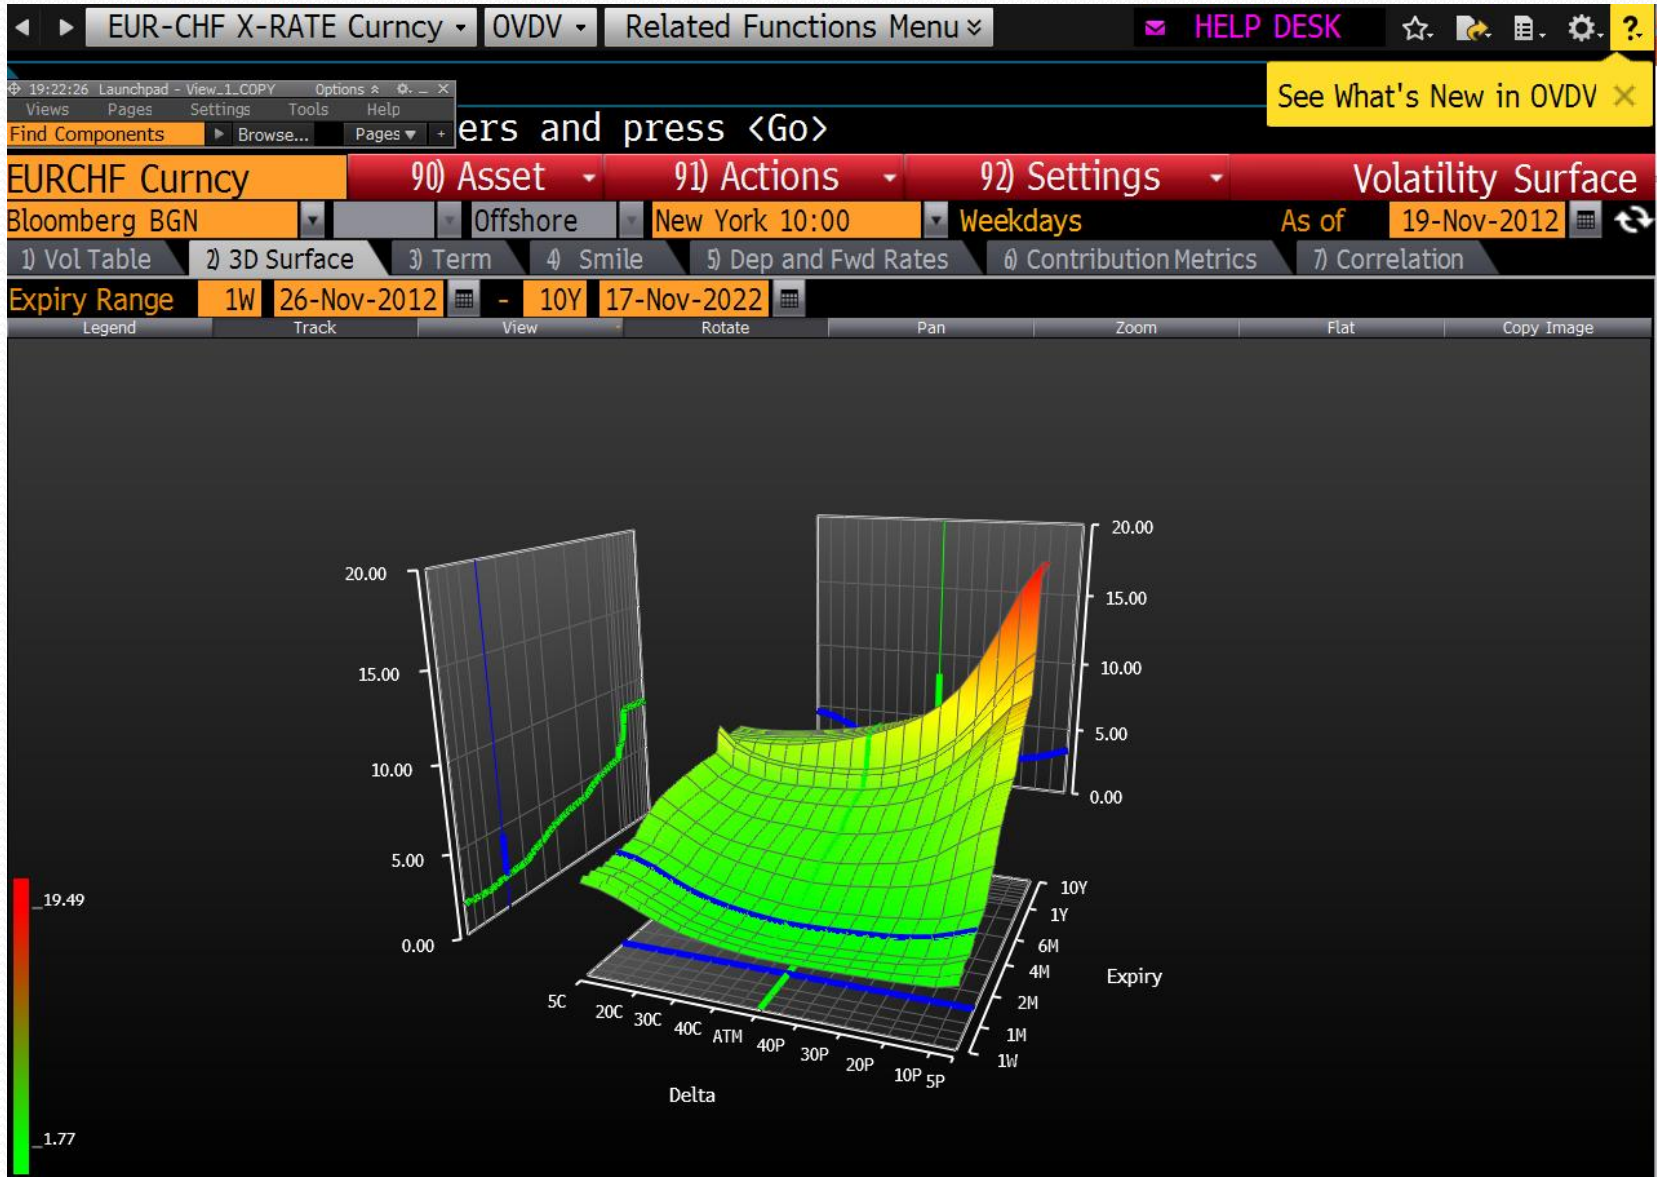 EUR-CHF X-RATE Curncy OVDV Related Functions Menu HELP DESK ?
See What's New in OVDV
19:22:26 Launchpad - View_1_COPY Options
Views Pages Settings Tools Help
Find Components Browse... Pages +
ers and press <Go>
EURCHF Curncy 90) Asset 91) Actions 92) Settings Volatility Surface
Bloomberg BGN Offshore New York 10:00 Weekdays As of 19-Nov-2012
1) Vol Table 2) 3D Surface 3) Term 4) Smile 5) Dep and Fwd Rates 6) Contribution Metrics 7) Correlation
Expiry Range 1W 26-Nov-2012 - 10Y 17-Nov-2022
Legend Track View Rotate Pan Zoom Flat Copy Image
20.00
15.00
10.00
5.00
0.00
20.00
15.00
10.00
5.00
0.00
10Y
1Y
6M
4M
2M
1M
1W
Expiry
5C 20C 30C 40C ATM 40P 30P 20P 10P 5P
Delta
19.49
1.77